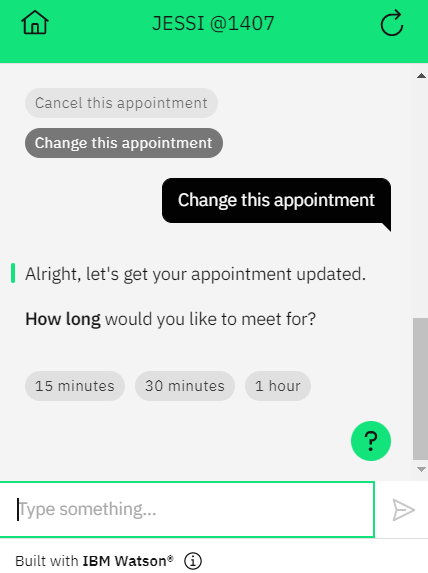 JESSI @1407
Cancel this appointment
Change this appointment
Change this appointment
Alright, let's get your appointment updated.
How long would you like to meet for?
15 minutes 30 minutes 1 hour
?
Type something...
Built with IBM Watson®